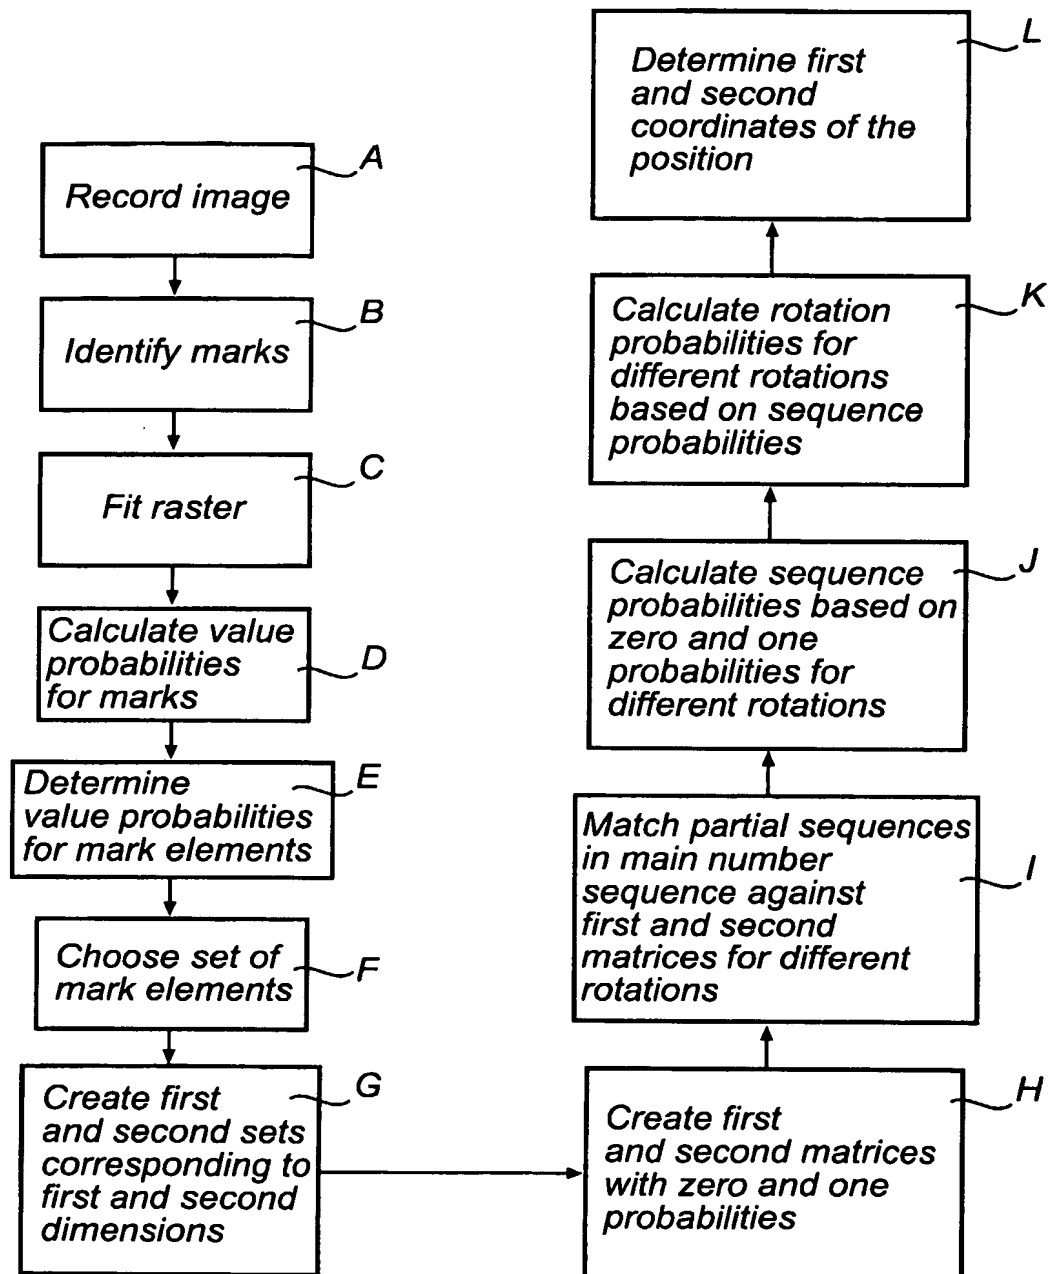 Record image
A
Identify marks
B
Fit raster
C
Calculate value
probabilities
for marks
D
Determine
value probabilities
for mark elements
E
Choose set of
mark elements
F
Create first
and second sets
corresponding to
first and second
dimensions
G
Create first
and second matrices
with zero and one
probabilities
H
Match partial sequences
in main number
sequence against
first and second
matrices for different
rotations
I
Calculate sequence
probabilities based on
zero and one
probabilities for
different rotations
J
Calculate rotation
probabilities for
different rotations
based on sequence
probabilities
K
Determine first
and second
coordinates of the
position
L